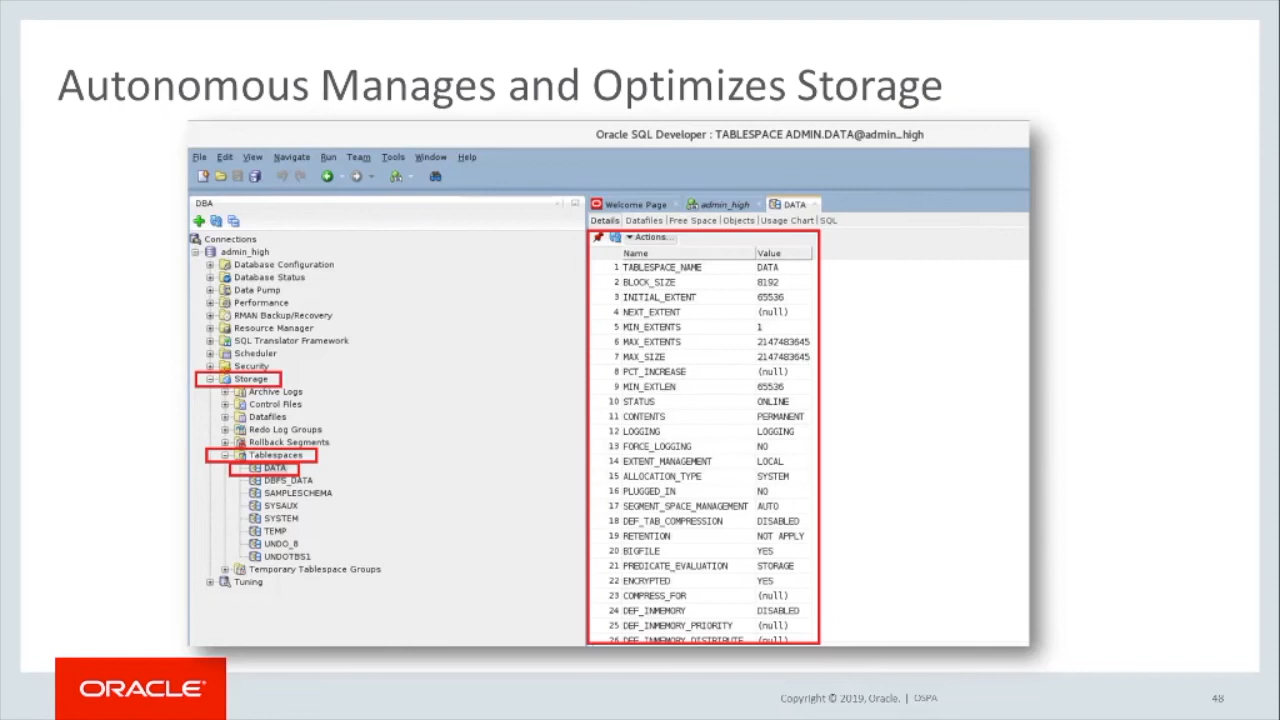 Autonomous Manages and Optimizes Storage
Oracle SQL Developer : TABLESPACE ADMIN.DATA@admin_high
File Edit View Navigate Run Team Tools Window Help
DBA
Connections
admin_high
Database Configuration
Database Status
Data Pump
Performance
RMAN Backup/Recovery
Resource Manager
SQL Translator Framework
Scheduler
Security
Storage
Archive Logs
Control Files
Datafiles
Redo Log Groups
Rollback Segments
Tablespaces
DATA
DBFS_DATA
SAMPLESCHEMA
SYSAUX
SYSTEM
TEMP
UNDO_8
UNDOTBS1
Temporary Tablespace Groups
Tuning
Welcome Page admin_high DATA
Details Datafiles Free Space Objects Usage Chart SQL
Actions...
Name Value
1 TABLESPACE_NAME DATA
2 BLOCK_SIZE 8192
3 INITIAL_EXTENT 65536
4 NEXT_EXTENT (null)
5 MIN_EXTENTS 1
6 MAX_EXTENTS 2147483645
7 MAX_SIZE 2147483645
8 PCT_INCREASE (null)
9 MIN_EXTLEN 65536
10 STATUS ONLINE
11 CONTENTS PERMANENT
12 LOGGING LOGGING
13 FORCE_LOGGING NO
14 EXTENT_MANAGEMENT LOCAL
15 ALLOCATION_TYPE SYSTEM
16 PLUGGED_IN NO
17 SEGMENT_SPACE_MANAGEMENT AUTO
18 DEF_TAB_COMPRESSION DISABLED
19 RETENTION NOT APPLY
20 BIGFILE YES
21 PREDICATE_EVALUATION STORAGE
22 ENCRYPTED YES
23 COMPRESS_FOR (null)
24 DEF_INMEMORY DISABLED
25 DEF_INMEMORY_PRIORITY (null)
26 DEF_INMEMORY_DISTRIBUTE (null)
ORACLE®
Copyright © 2019, Oracle. | OSPA
48